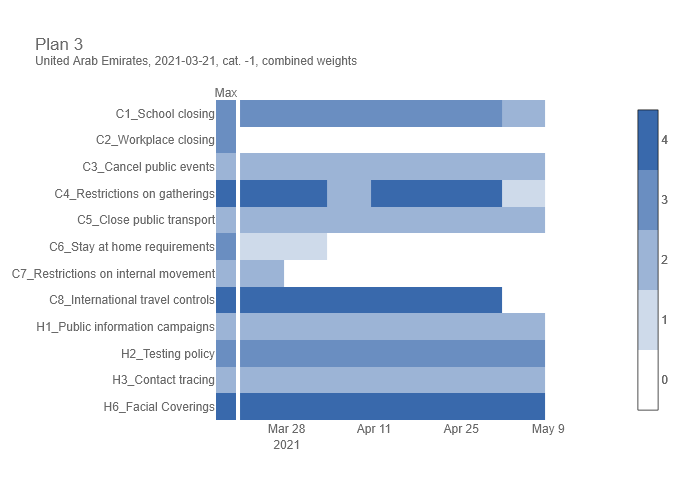 Plan 3
United Arab Emirates, 2021-03-21, cat. -1, combined weights
Max
C1_School closing
C2_Workplace closing
C3_Cancel public events
C4_Restrictions on gatherings
C5_Close public transport
C6_Stay at home requirements
C7_Restrictions on internal movement
C8_International travel controls
H1_Public information campaigns
H2_Testing policy
H3_Contact tracing
H6_Facial Coverings
Mar 28 Apr 11 Apr 25 May 9
2021
4
3
2
1
0